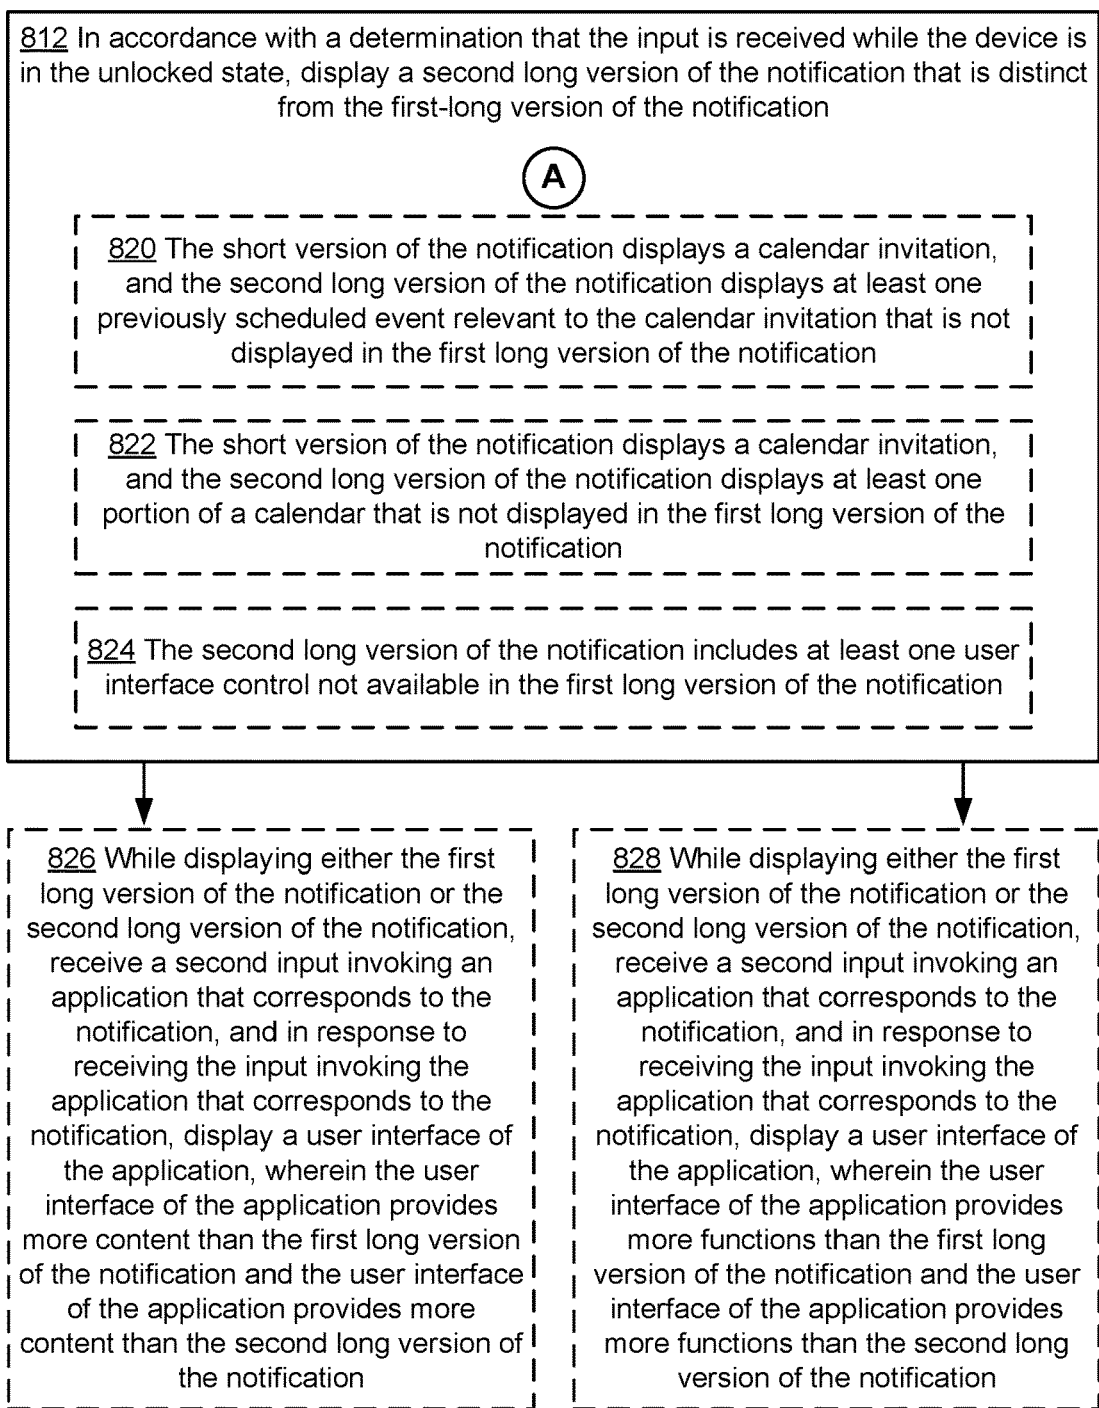 812 In accordance with a determination that the input is received while the device is
in the unlocked state, display a second long version of the notification that is distinct
from the first-long version of the notification
A
820 The short version of the notification displays a calendar invitation,
and the second long version of the notification displays at least one
previously scheduled event relevant to the calendar invitation that is not
displayed in the first long version of the notification
822 The short version of the notification displays a calendar invitation,
and the second long version of the notification displays at least one
portion of a calendar that is not displayed in the first long version of the
notification
824 The second long version of the notification includes at least one user
interface control not available in the first long version of the notification
826 While displaying either the first
long version of the notification or the
second long version of the notification,
receive a second input invoking an
application that corresponds to the
notification, and in response to
receiving the input invoking the
application that corresponds to the
notification, display a user interface of
the application, wherein the user
interface of the application provides
more content than the first long version
of the notification and the user interface
of the application provides more
content than the second long version of
the notification
828 While displaying either the first
long version of the notification or the
second long version of the notification,
receive a second input invoking an
application that corresponds to the
notification, and in response to
receiving the input invoking the
application that corresponds to the
notification, display a user interface of
the application, wherein the user
interface of the application provides
more functions than the first long
version of the notification and the user
interface of the application provides
more functions than the second long
version of the notification